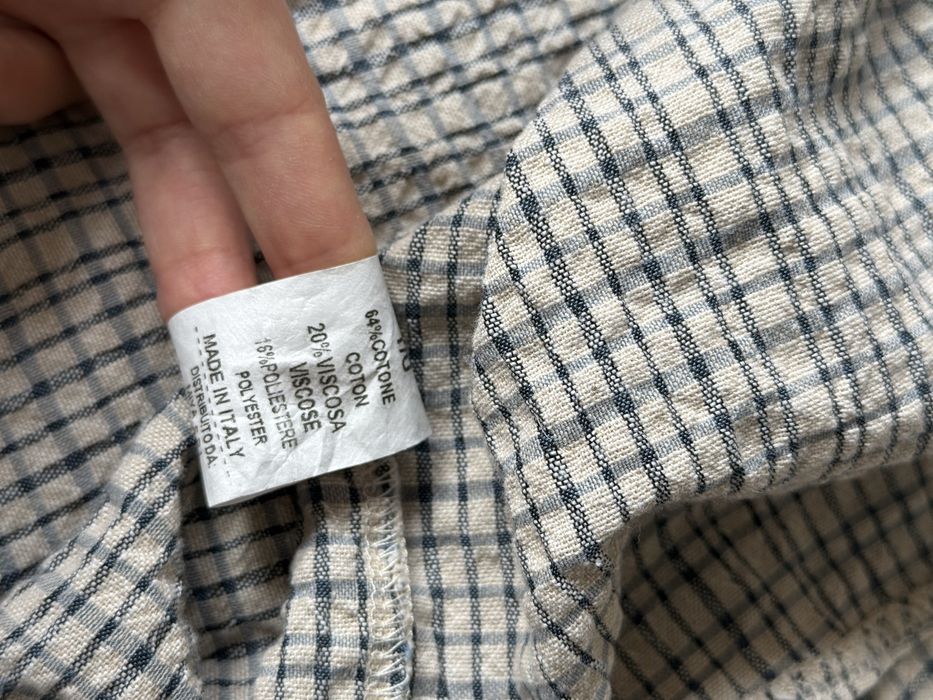 64%COTONE
COTON
20%VISCOSA
VISCOSE
16%POLIESTERE
POLYESTER
MADE IN ITALY
DISTRIBUITO DA: